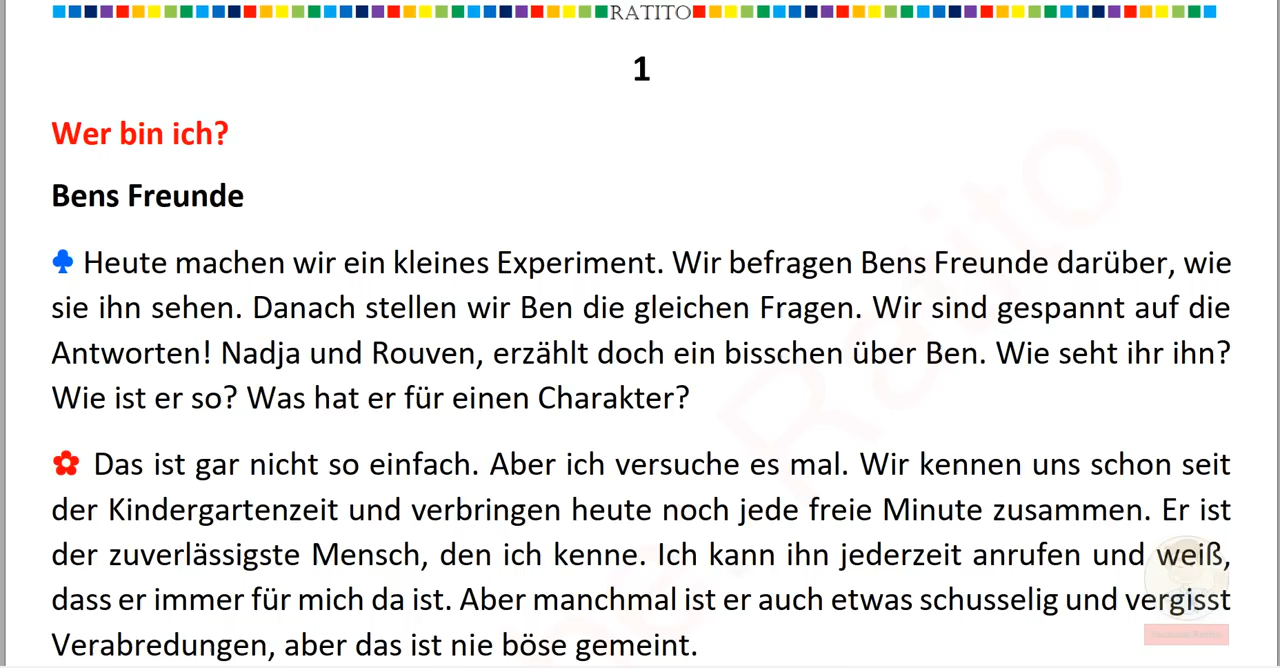 RATITO
1
Wer bin ich?
Bens Freunde
♣ Heute machen wir ein kleines Experiment. Wir befragen Bens Freunde darüber, wie
sie ihn sehen. Danach stellen wir Ben die gleichen Fragen. Wir sind gespannt auf die
Antworten! Nadja und Rouven, erzählt doch ein bisschen über Ben. Wie seht ihr ihn?
Wie ist er so? Was hat er für einen Charakter?
✿ Das ist gar nicht so einfach. Aber ich versuche es mal. Wir kennen uns schon seit
der Kindergartenzeit und verbringen heute noch jede freie Minute zusammen. Er ist
der zuverlässigste Mensch, den ich kenne. Ich kann ihn jederzeit anrufen und weiß,
dass er immer für mich da ist. Aber manchmal ist er auch etwas schusselig und vergisst
Verabredungen, aber das ist nie böse gemeint.
Ratito